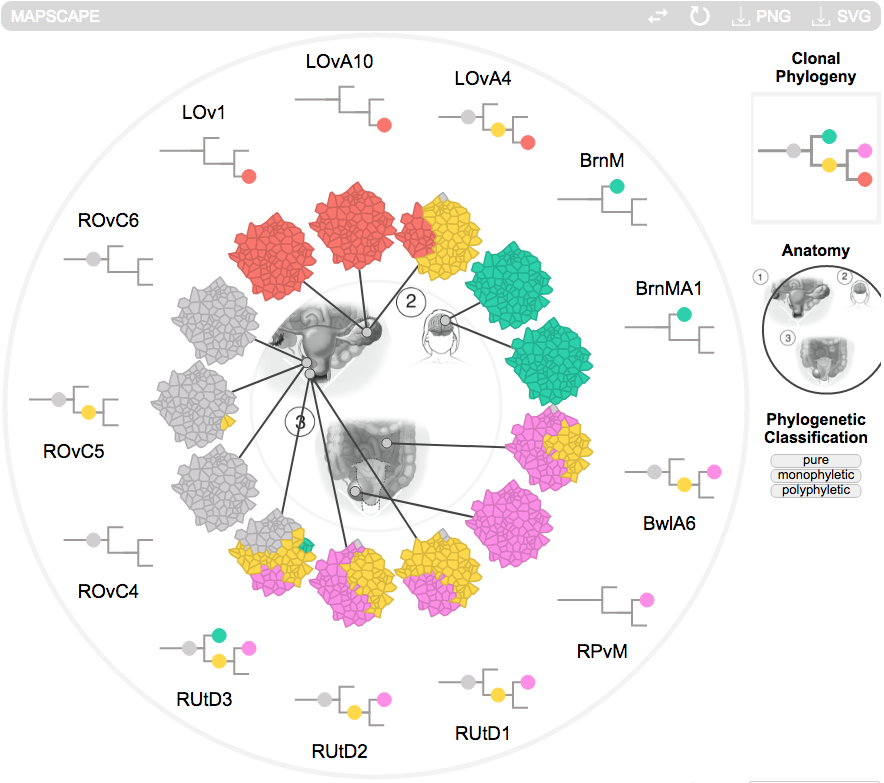 MAPSCAPE
PNG
SVG
LOvA10
LOvA4
LOv1
BrnM
ROvC6
BrnMA1
ROvC5
BwlA6
ROvC4
RPvM
RUtD3
RUtD1
RUtD2
2
3
Clonal
Phylogeny
Anatomy
1
2
3
Phylogenetic
Classification
pure
monophyletic
polyphyletic